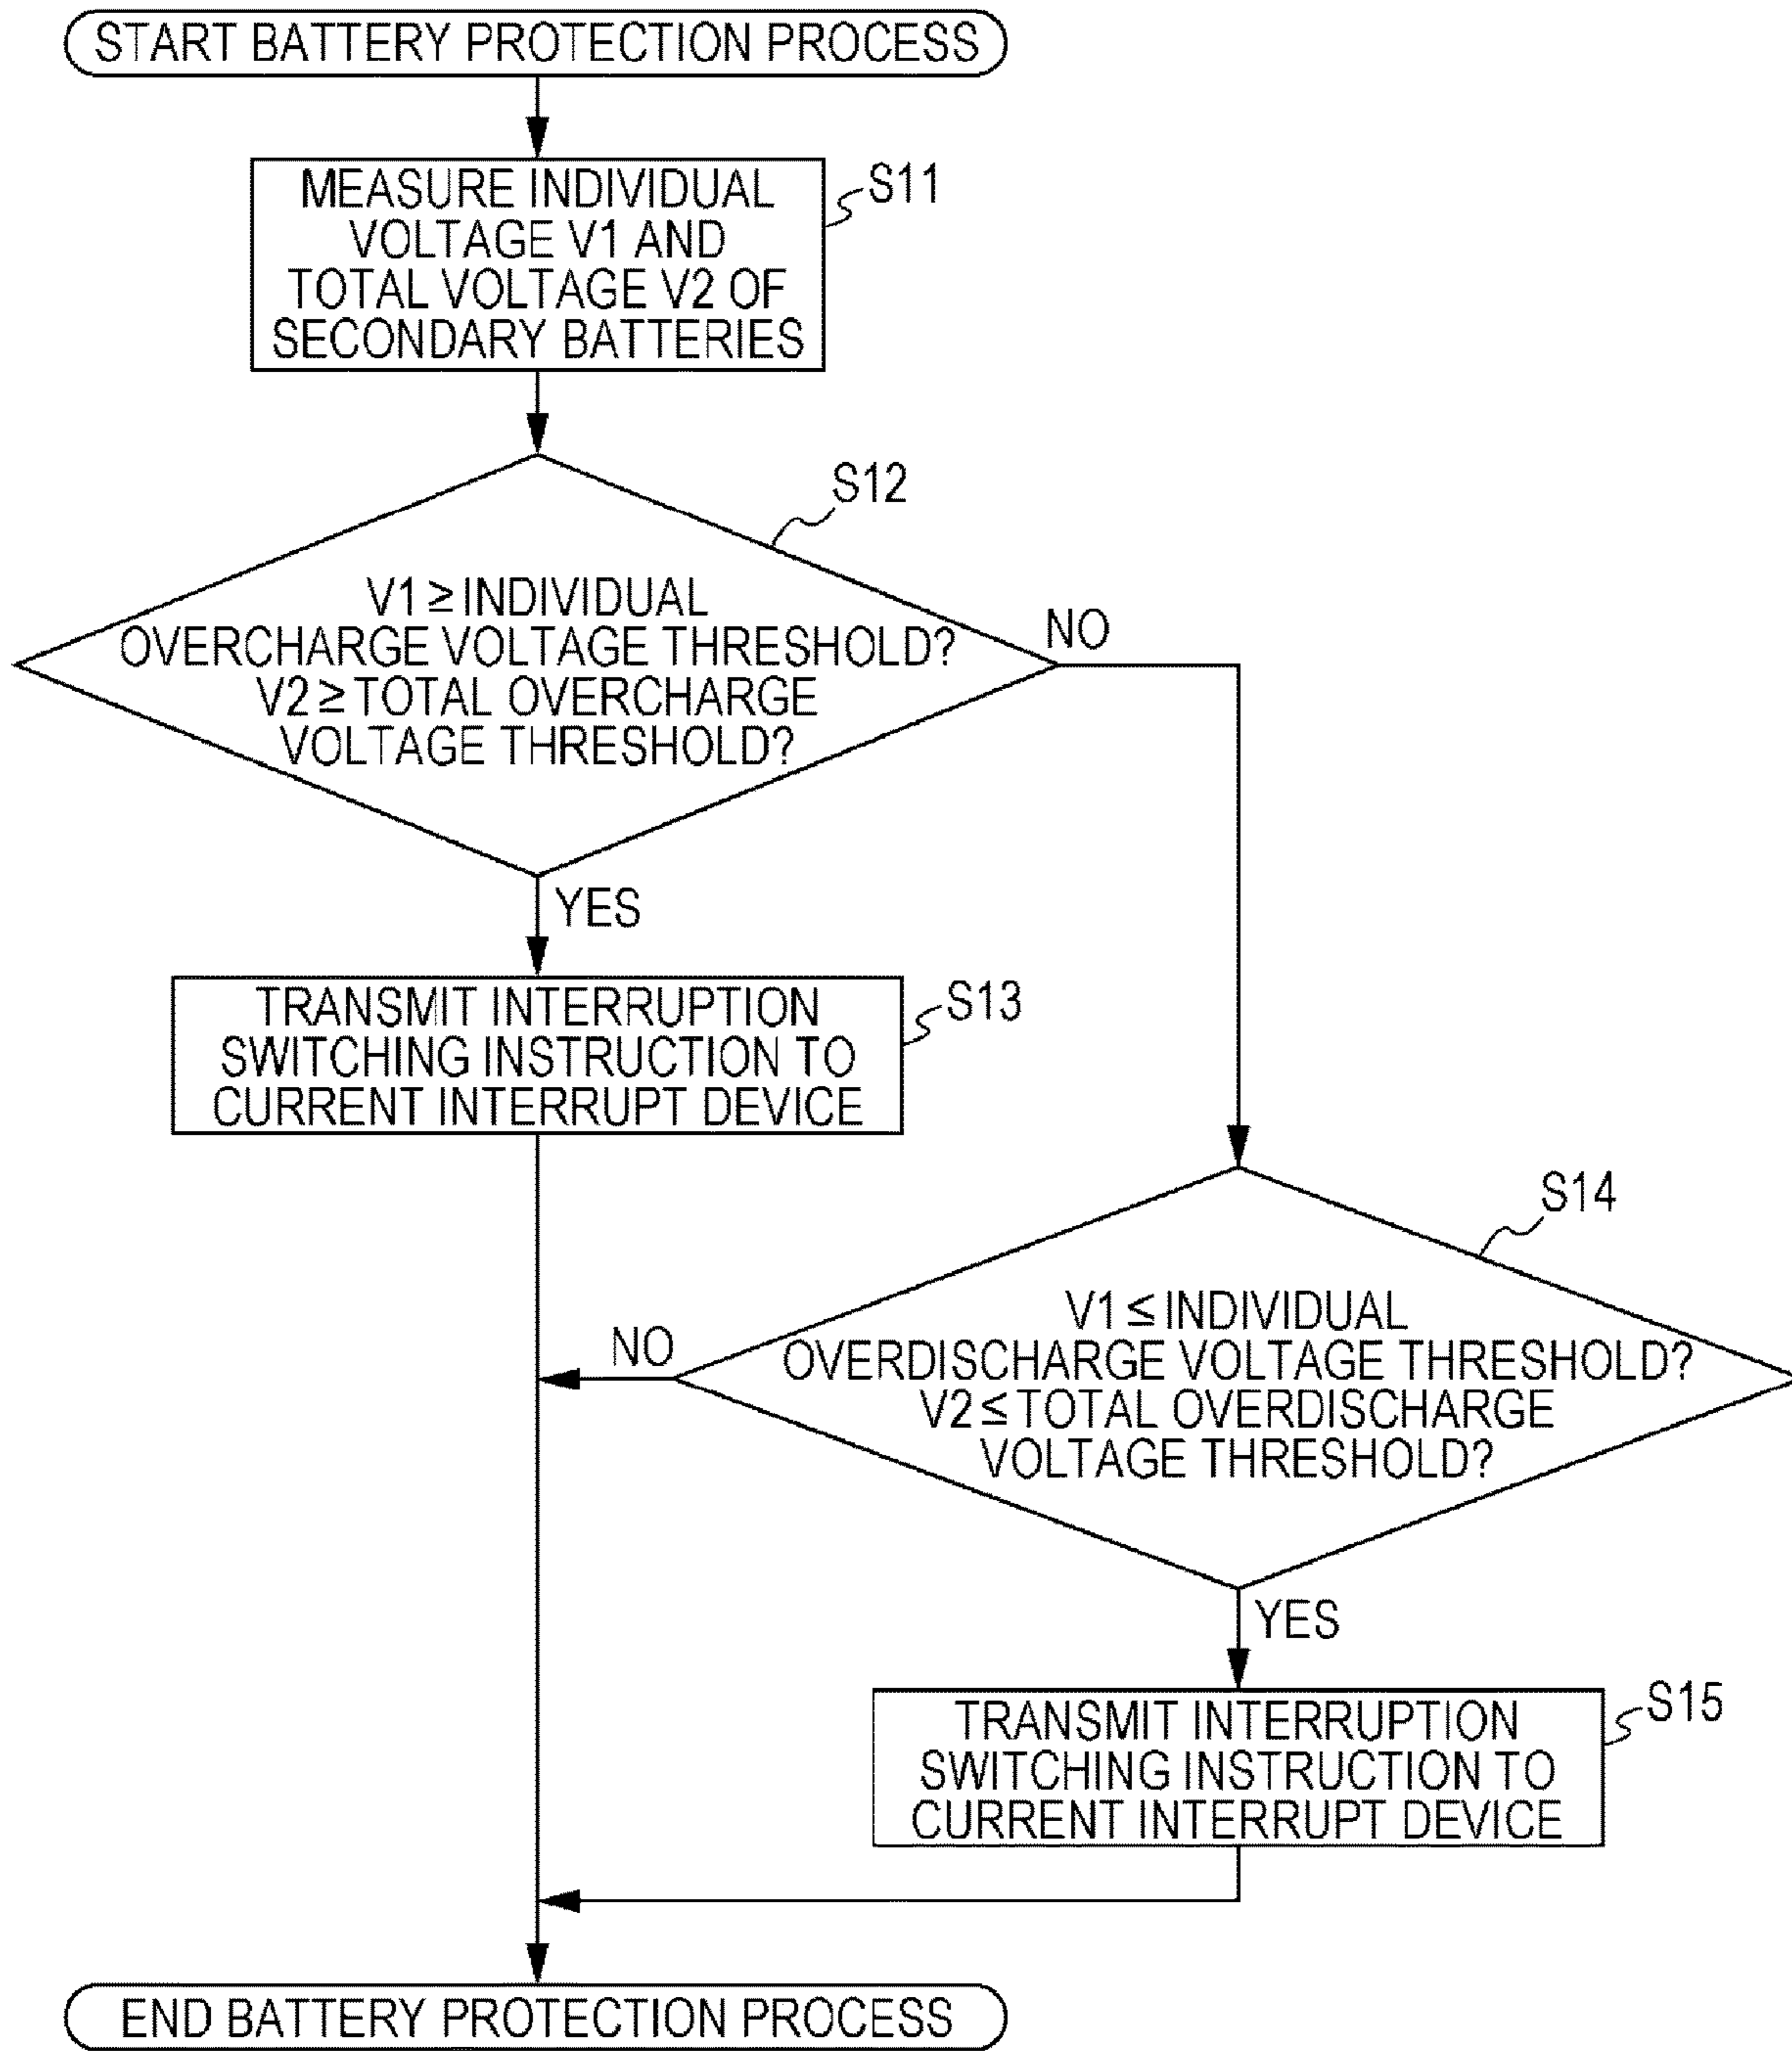 START BATTERY PROTECTION PROCESS
MEASURE INDIVIDUAL
VOLTAGE V1 AND
TOTAL VOLTAGE V2 OF
SECONDARY BATTERIES
S11
S12
V1 ≥ INDIVIDUAL
OVERCHARGE VOLTAGE THRESHOLD?
V2 ≥ TOTAL OVERCHARGE
VOLTAGE THRESHOLD?
NO
YES
TRANSMIT INTERRUPTION
SWITCHING INSTRUCTION TO
CURRENT INTERRUPT DEVICE
S13
S14
V1 ≤ INDIVIDUAL
OVERDISCHARGE VOLTAGE THRESHOLD?
V2 ≤ TOTAL OVERDISCHARGE
VOLTAGE THRESHOLD?
NO
YES
TRANSMIT INTERRUPTION
SWITCHING INSTRUCTION TO
CURRENT INTERRUPT DEVICE
S15
END BATTERY PROTECTION PROCESS